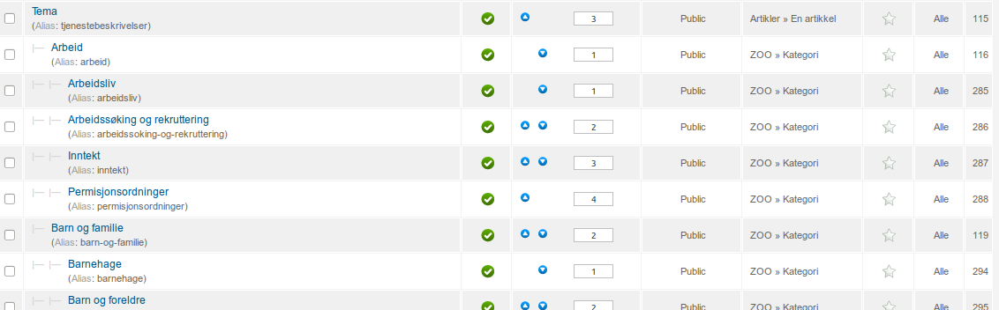 Tema 3 Public Artikler » En artikkel Alle 115
(Alias: tjenestebeskrivelser)
Arbeid 1 Public ZOO » Kategori Alle 116
(Alias: arbeid)
Arbeidsliv 1 Public ZOO » Kategori Alle 285
(Alias: arbeidsliv)
Arbeidssøking og rekruttering 2 Public ZOO » Kategori Alle 286
(Alias: arbeidssoking-og-rekruttering)
Inntekt 3 Public ZOO » Kategori Alle 287
(Alias: inntekt)
Permisjonsordninger 4 Public ZOO » Kategori Alle 288
(Alias: permisjonsordninger)
Barn og familie 2 Public ZOO » Kategori Alle 119
(Alias: barn-og-familie)
Barnehage 1 Public ZOO » Kategori Alle 294
(Alias: barnehage)
Barn og foreldre 2 Public ZOO » Kategori Alle 295